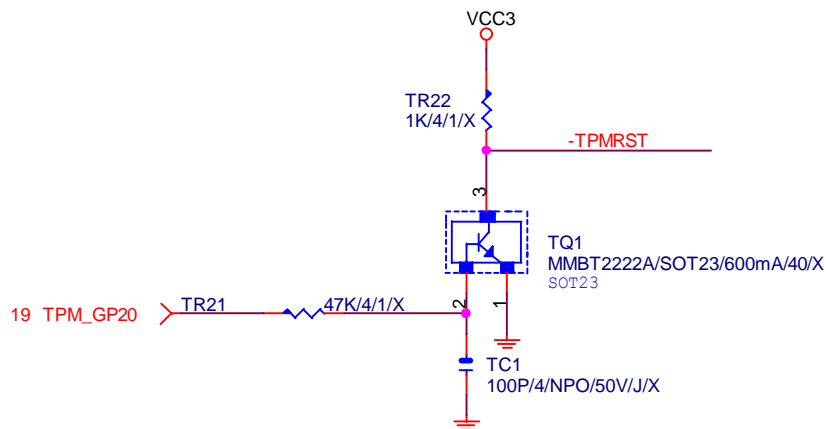 VCC3
TR22
1K/4/1/X
-TPMRST
3
TQ1
MMBT2222A/SOT23/600mA/40/X
SOT23
19 TPM_GP20
TR21
47K/4/1/X
2
1
TC1
100P/4/NPO/50V/J/X